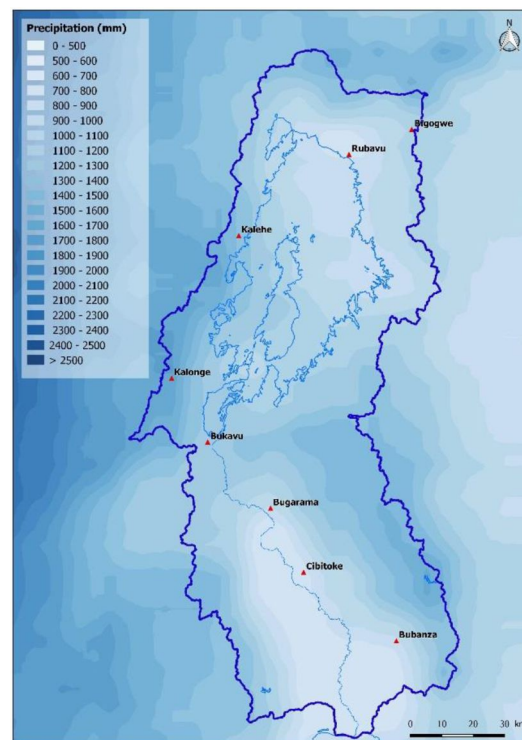 Precipitation (mm)
0 - 500
500 - 600
600 - 700
700 - 800
800 - 900
900 - 1000
1000 - 1100
1100 - 1200
1200 - 1300
1300 - 1400
1400 - 1500
1500 - 1600
1600 - 1700
1700 - 1800
1800 - 1900
1900 - 2000
2000 - 2100
2100 - 2200
2200 - 2300
2300 - 2400
2400 - 2500
> 2500
N
Bigogwe
Rubavu
Kalehe
Kalonge
Bukavu
Bugarama
Cibitoke
Bubanza
0 10 20 30 km